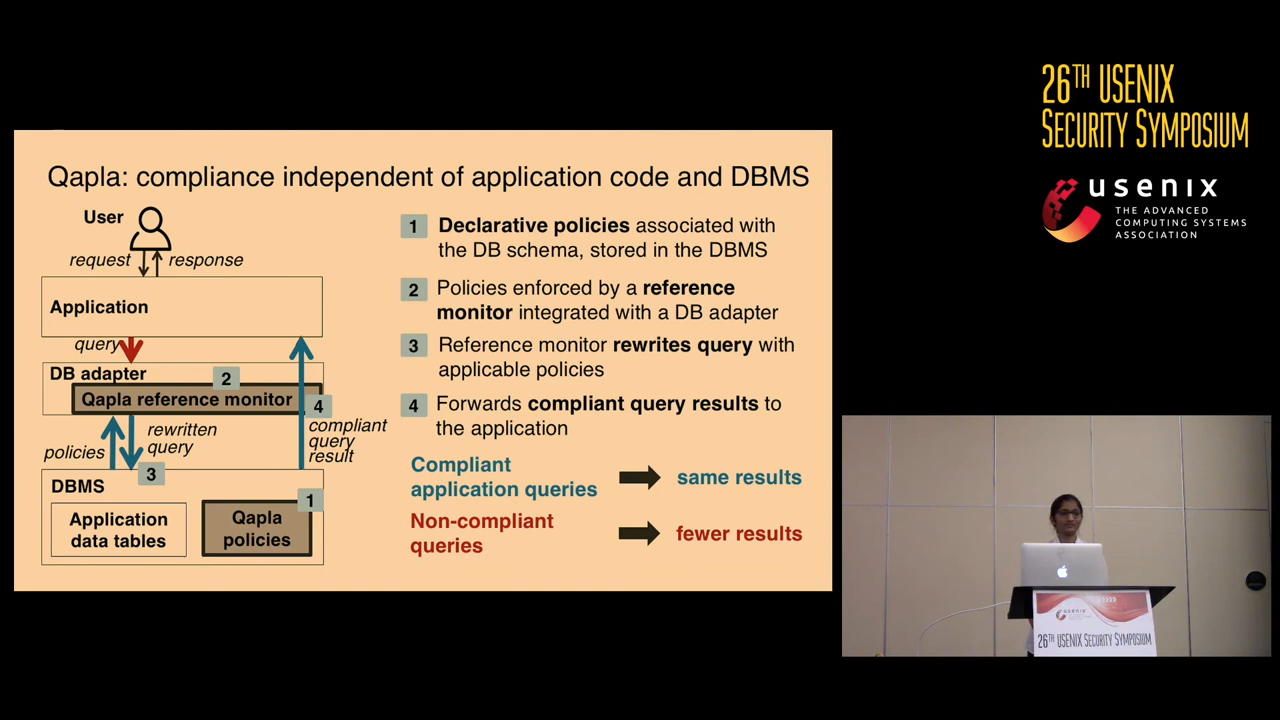 26TH USENIX
SECURITY SYMPOSIUM
usenix
THE ADVANCED
COMPUTING SYSTEMS
ASSOCIATION
Qapla: compliance independent of application code and DBMS
User
request
response
Application
query
DB adapter
2
Qapla reference monitor
4
policies
rewritten
query
compliant
query
result
3
DBMS
1
Application
data tables
Qapla
policies
1 Declarative policies associated with
the DB schema, stored in the DBMS
2 Policies enforced by a reference
monitor integrated with a DB adapter
3 Reference monitor rewrites query with
applicable policies
4 Forwards compliant query results to
the application
Compliant
application queries
same results
Non-compliant
queries
fewer results
usenix
26TH USENIX SECURITY SYMPOSIUM